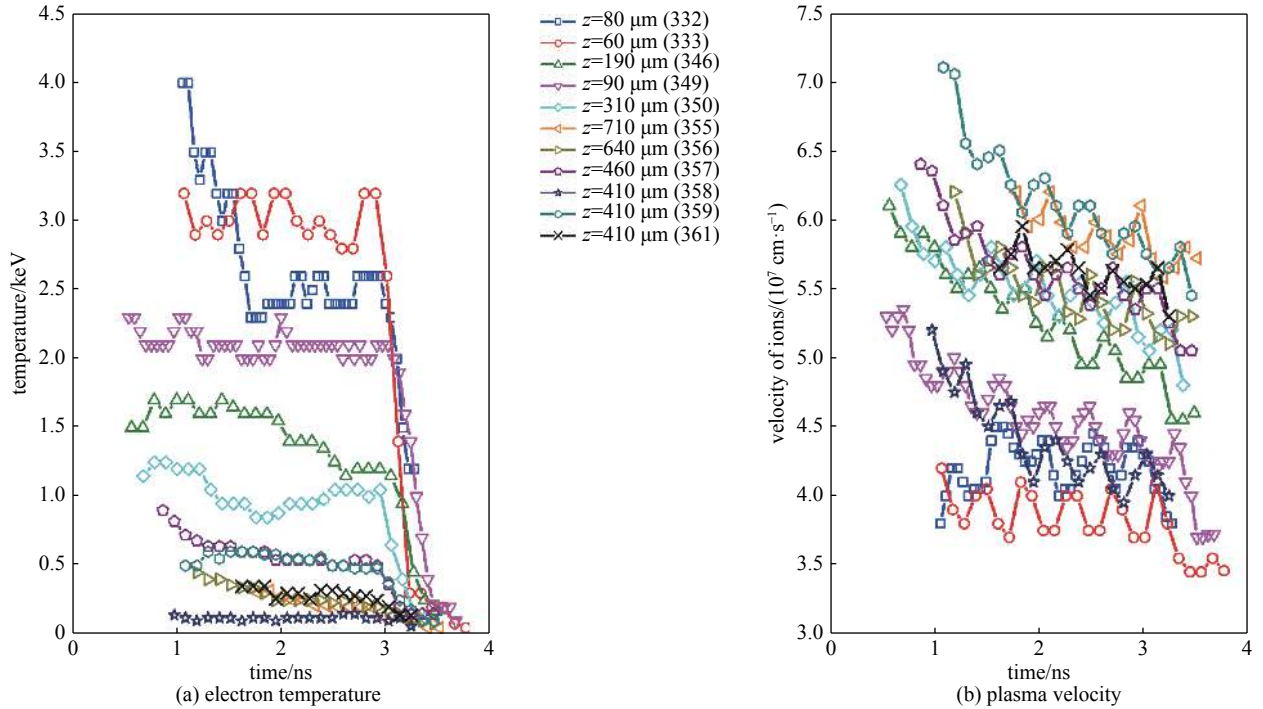 4.5
4.0
3.5
3.0
2.5
2.0
1.5
1.0
0.5
0
temperature/keV
1
2
3
4
time/ns
(a) electron temperature
z=80 μm (332)
z=60 μm (333)
z=190 μm (346)
z=90 μm (349)
z=310 μm (350)
z=710 μm (355)
z=640 μm (356)
z=460 μm (357)
z=410 μm (358)
z=410 μm (359)
z=410 μm (361)
7.5
7.0
6.5
6.0
5.5
5.0
4.5
4.0
3.5
3.0
velocity of ions/(10⁷ cm·s⁻¹)
0
1
2
3
4
time/ns
(b) plasma velocity